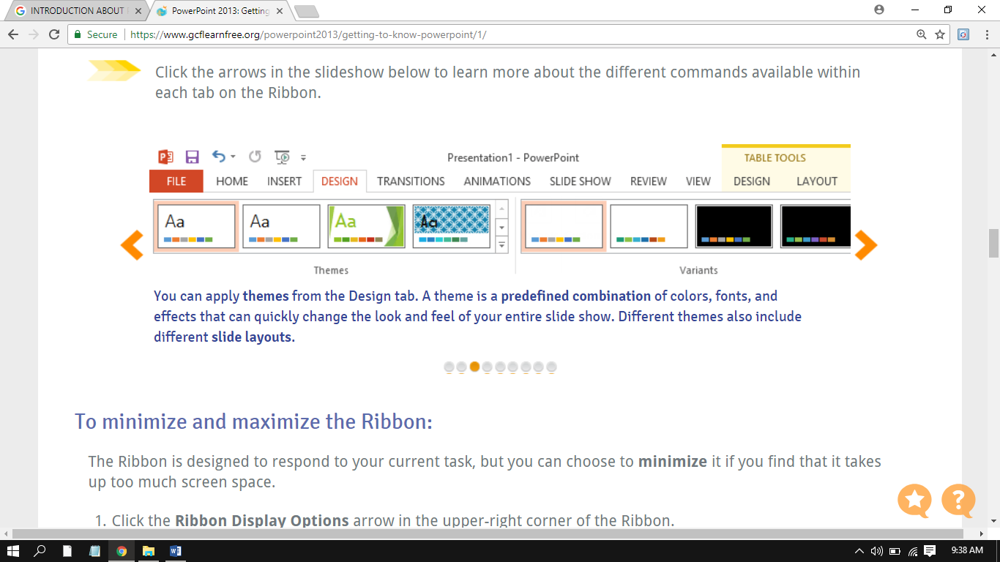 INTRODUCTION ABOUT
PowerPoint 2013: Getting
Secure
https://www.gcflearnfree.org/powerpoint2013/getting-to-know-powerpoint/1/
Click the arrows in the slideshow below to learn more about the different commands available within
each tab on the Ribbon.
Presentation1 - PowerPoint
TABLE TOOLS
FILE HOME INSERT DESIGN TRANSITIONS ANIMATIONS SLIDE SHOW REVIEW VIEW DESIGN LAYOUT
Aa Aa Aa Aa
Themes Variants
You can apply themes from the Design tab. A theme is a predefined combination of colors, fonts, and
effects that can quickly change the look and feel of your entire slide show. Different themes also include
different slide layouts.
To minimize and maximize the Ribbon:
The Ribbon is designed to respond to your current task, but you can choose to minimize it if you find that it takes
up too much screen space.
1. Click the Ribbon Display Options arrow in the upper-right corner of the Ribbon.
9:38 AM